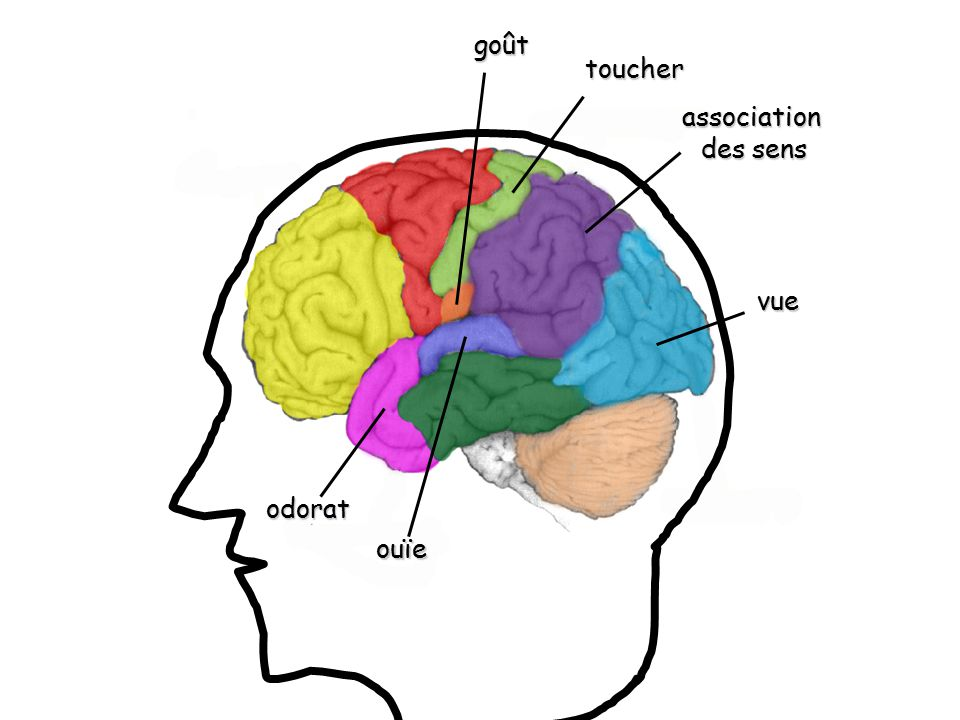 goût
toucher
association
des sens
vue
odorat
ouïe